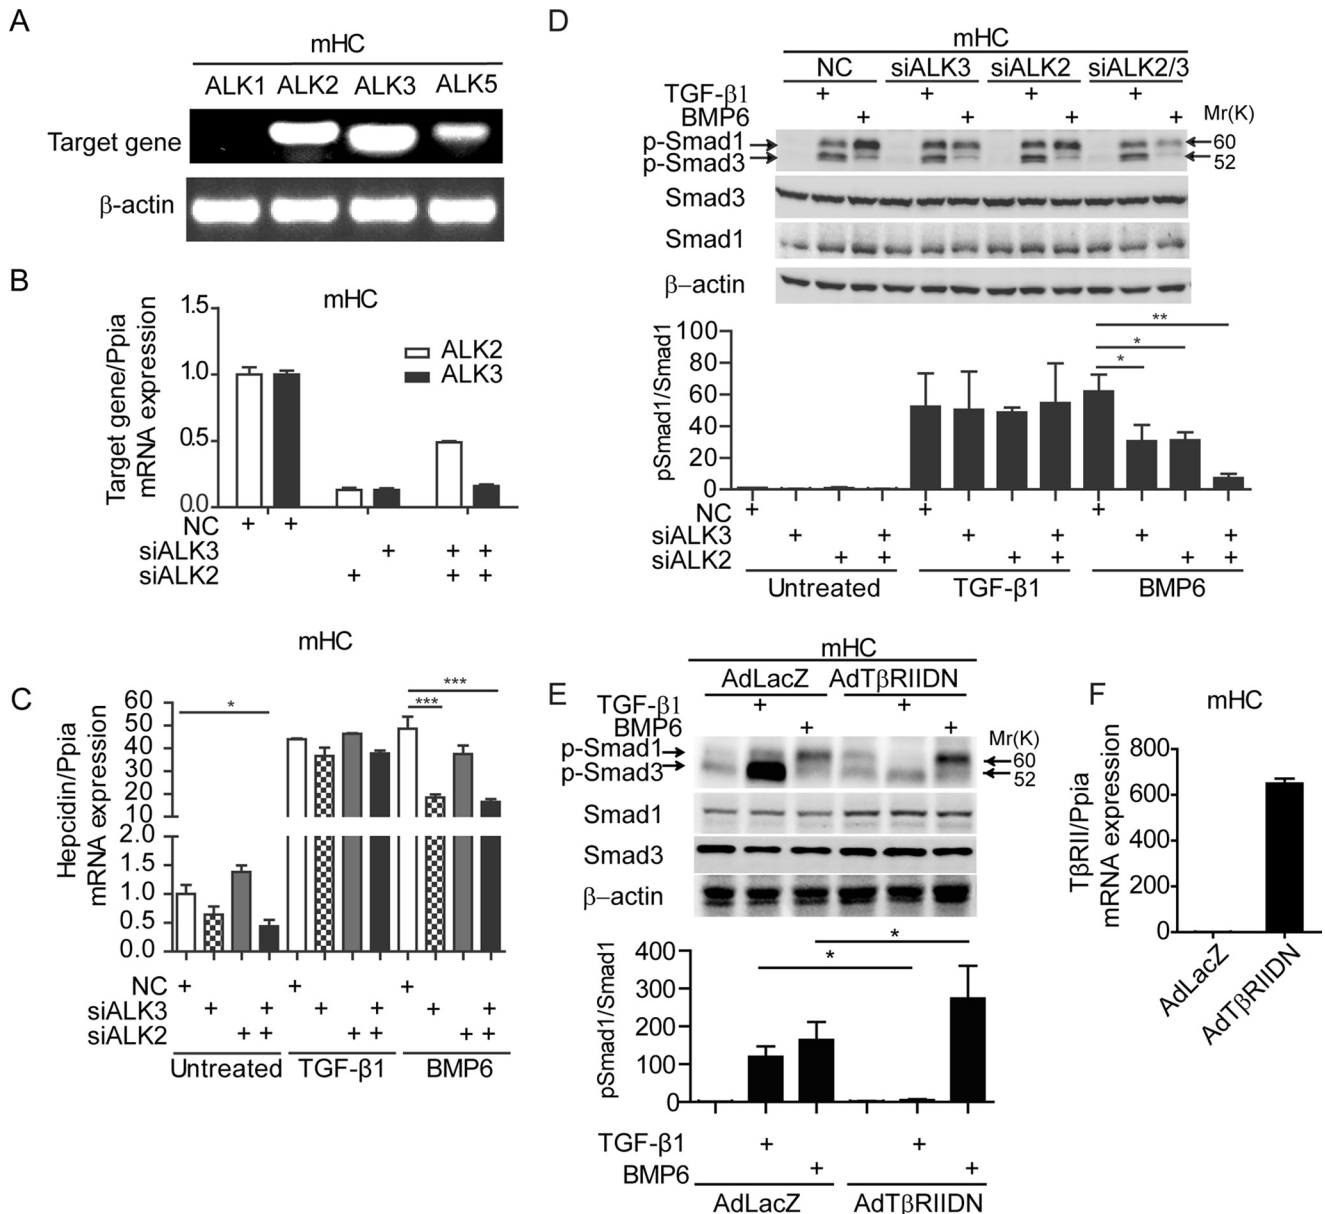 A
mHC
ALK1 ALK2 ALK3 ALK5
Target gene
β-actin
B
mHC
Target gene/Ppia
mRNA expression
1.5
1.0
0.5
0.0
ALK2
ALK3
NC + +
siALK3 + + +
siALK2 + + +
C
mHC
Hepcidin/Ppia
mRNA expression
60
50
40
30
20
10
2.0
1.5
1.0
0.5
0.0
*
***
***
NC + + +
siALK3 + + + + + +
siALK2 + + + + + +
Untreated TGF-β1 BMP6
D
mHC
NC siALK3 siALK2 siALK2/3
TGF-β1 + + + +
BMP6 + + + + Mr(K)
p-Smad1 60
p-Smad3 52
Smad3
Smad1
β-actin
pSmad1/Smad1
100
80
60
40
20
0
**
*
*
NC + + +
siALK3 + + + + + +
siALK2 + + + + + +
Untreated TGF-β1 BMP6
E
mHC
AdLacZ AdTβRIIDN
TGF-β1 + +
BMP6 + + Mr(K)
p-Smad1 60
p-Smad3 52
Smad1
Smad3
β-actin
pSmad1/Smad1
400
300
200
100
0
*
*
TGF-β1 + +
BMP6 + +
AdLacZ AdTβRIIDN
F
mHC
TβRII/Ppia
mRNA expression
800
600
400
200
0
AdLacZ
AdTβRIIDN